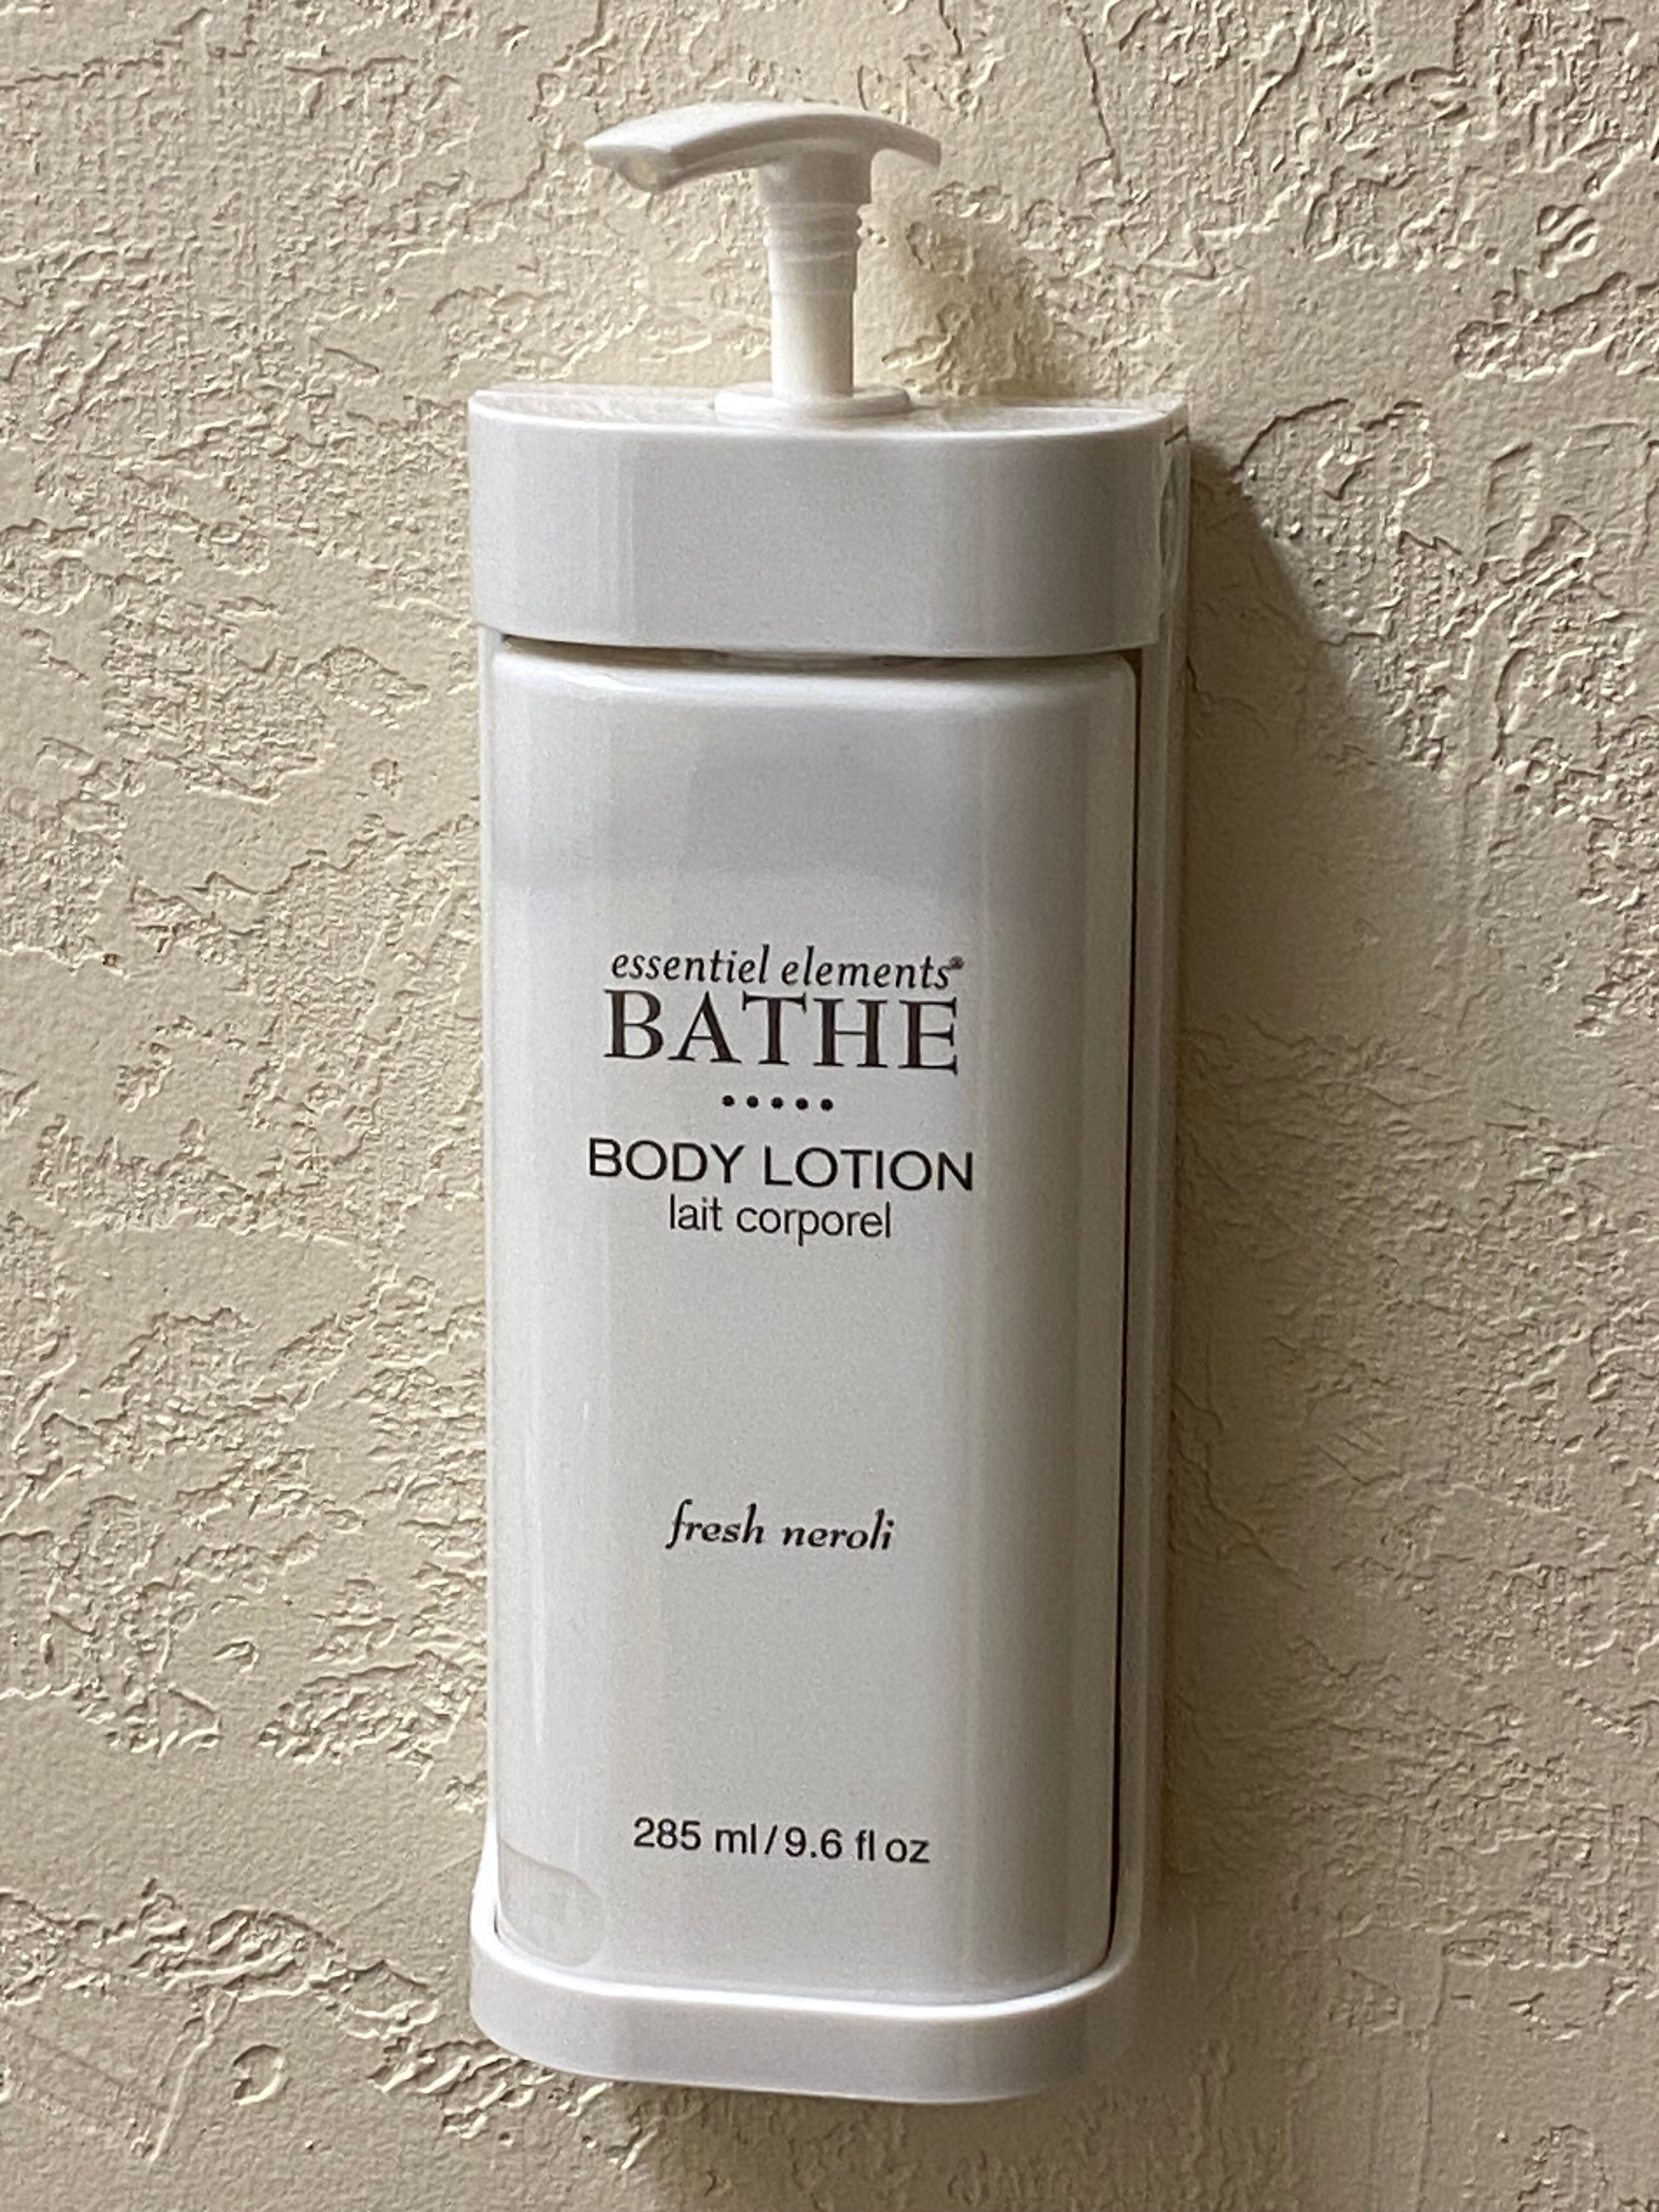 essentiel elements®
BATHE
•••••
BODY LOTION
lait corporel
fresh neroli
285 ml/9.6 fl oz